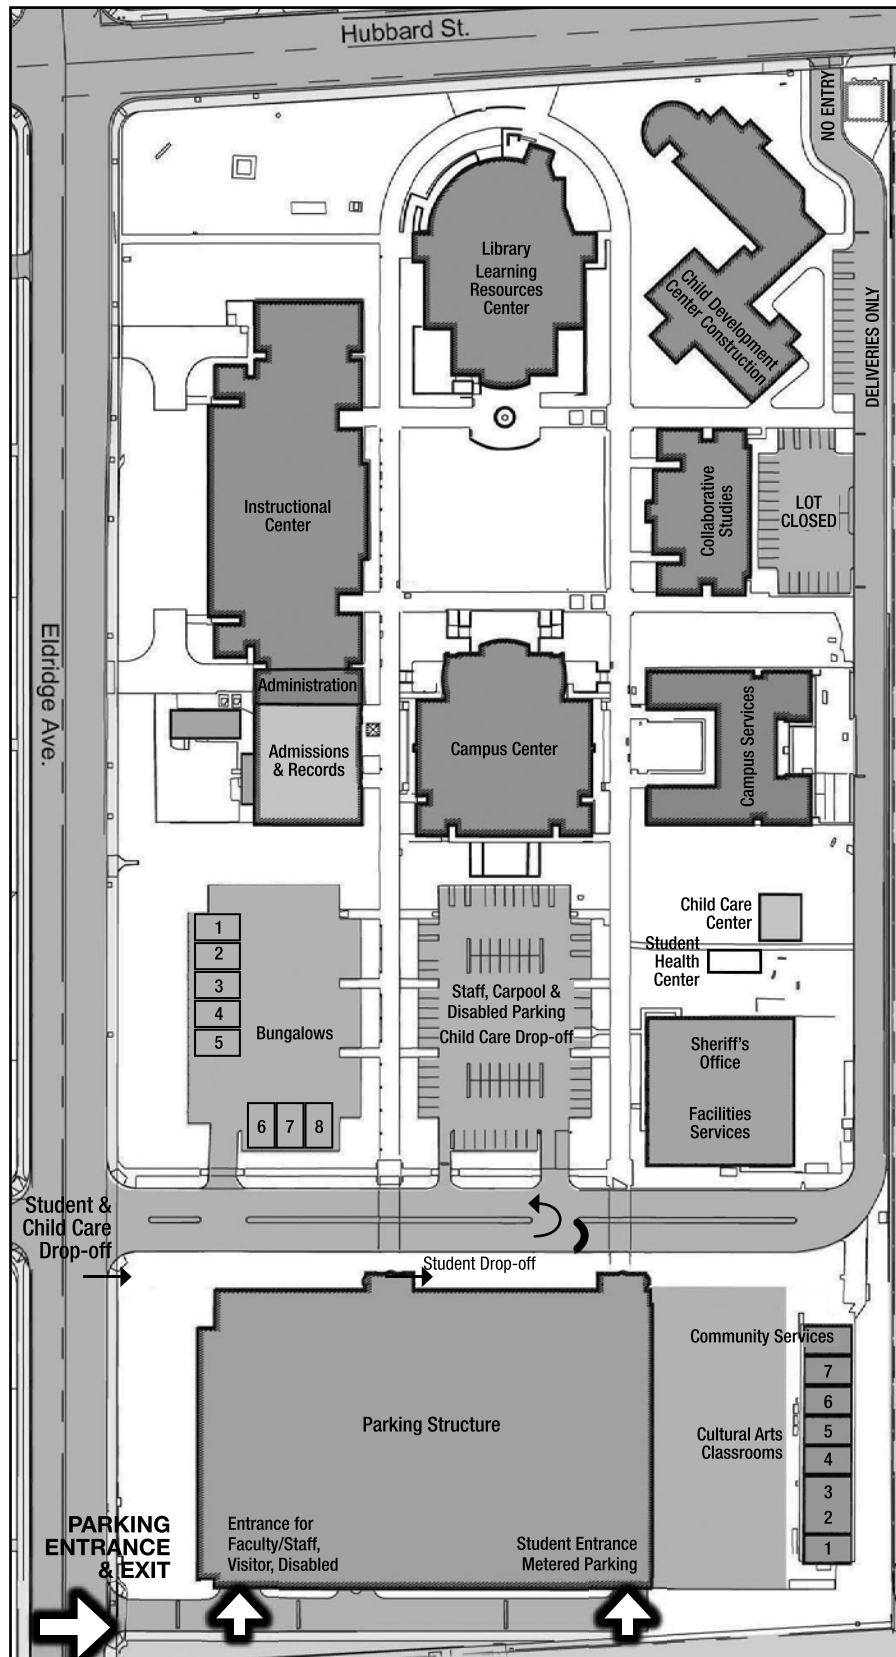 Hubbard St.
NO ENTRY
Library
Learning
Resources
Center
Child Development
Center Construction
DELIVERIES ONLY
Instructional
Center
Collaborative
Studies
LOT
CLOSED
Eldridge Ave.
Administration
Admissions
& Records
Campus Center
Campus Services
Child Care
Center
Student
Health
Center
1
2
3
4
5
Bungalows
6 7 8
Staff, Carpool &
Disabled Parking
Child Care Drop-off
Sheriff's
Office
Facilities
Services
Student &
Child Care
Drop-off
Student Drop-off
Community Services
7
6
5
4
3
2
1
Cultural Arts
Classrooms
Parking Structure
PARKING
ENTRANCE
& EXIT
Entrance for
Faculty/Staff,
Visitor, Disabled
Student Entrance
Metered Parking